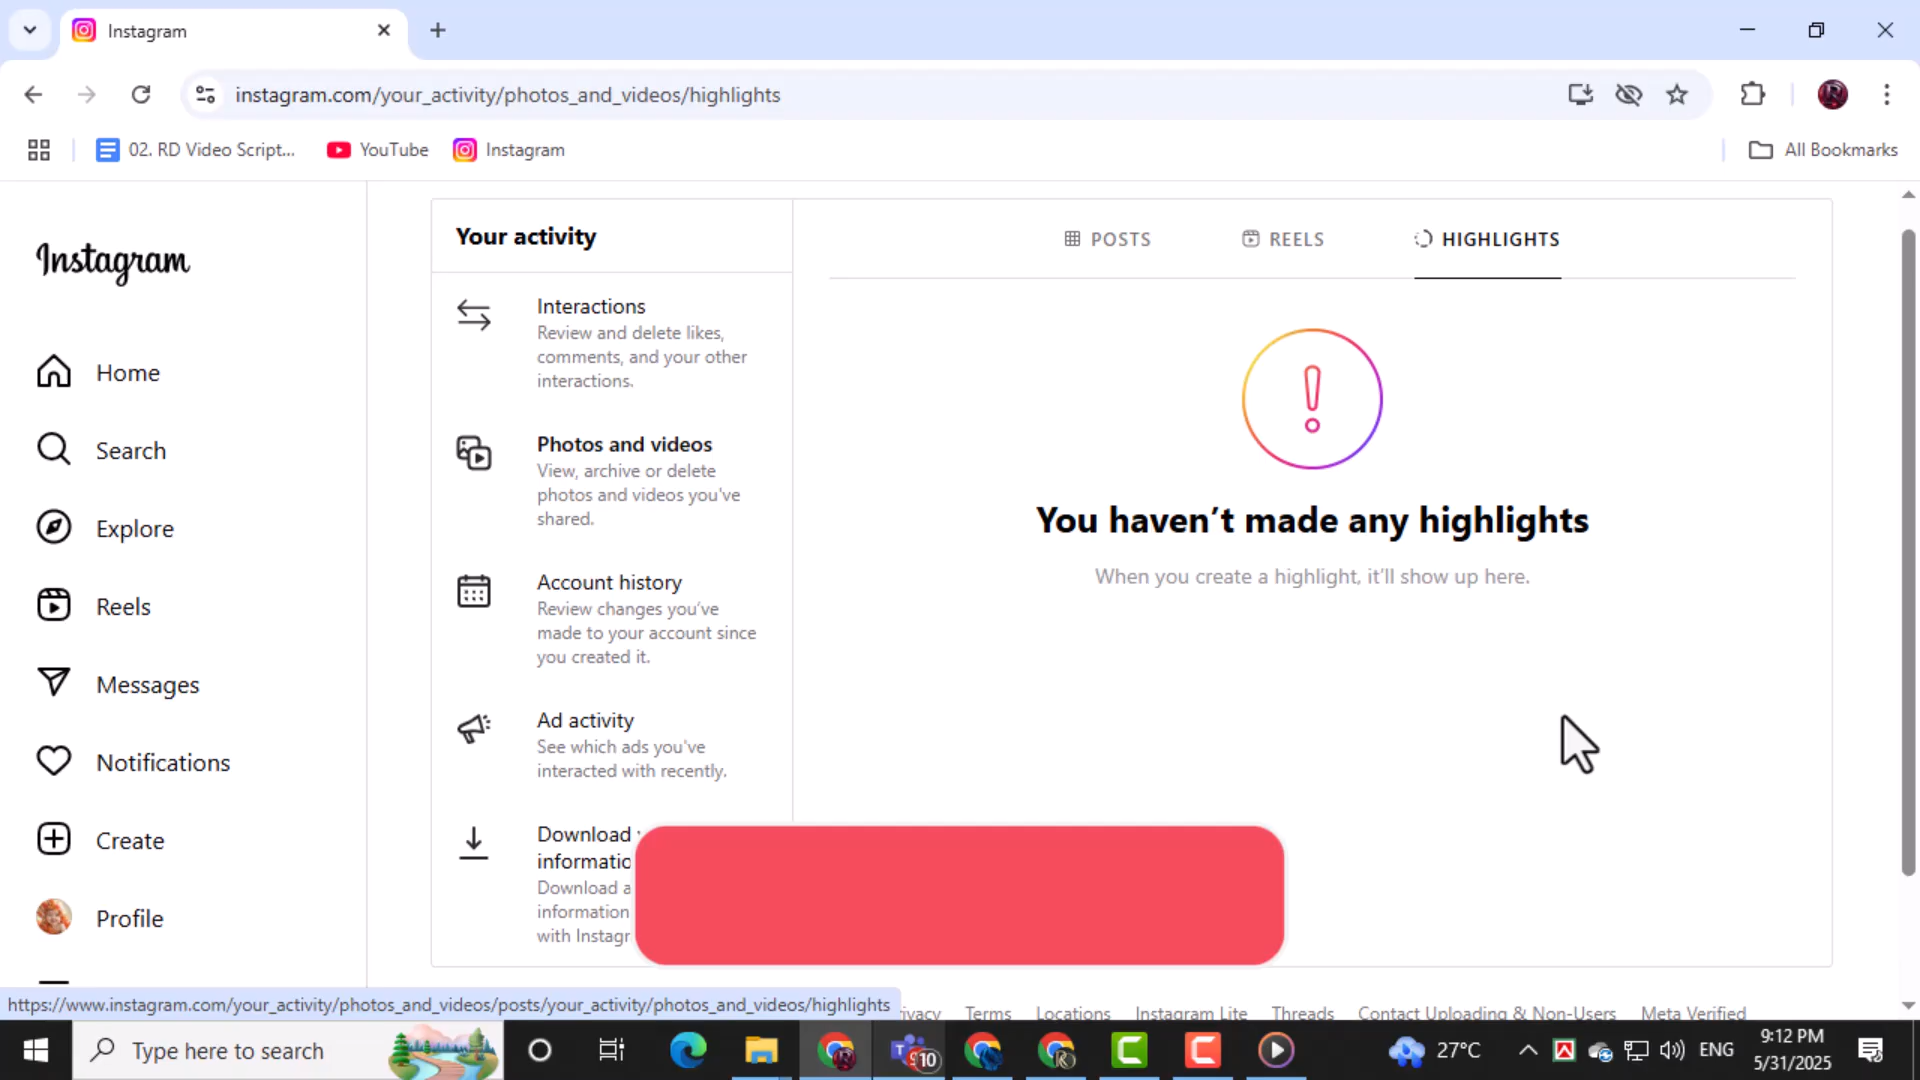 Instagram
instagram.com/your_activity/photos_and_videos/highlights
02. RD Video Script...
YouTube
Instagram
All Bookmarks
Instagram
Home
Search
Explore
Reels
Messages
Notifications
Create
Profile
Your activity
Interactions
Review and delete likes,
comments, and your other
interactions.
Photos and videos
View, archive or delete
photos and videos you've
shared.
Account history
Review changes you've
made to your account since
you created it.
Ad activity
See which ads you've
interacted with recently.
Download
informatio
Download a
information
with Instagr
POSTS
REELS
HIGHLIGHTS
You haven't made any highlights
When you create a highlight, it'll show up here.
https://www.instagram.com/your_activity/photos_and_videos/posts/your_activity/photos_and_videos/highlights
Terms
Locations
Instagram Lite
Threads
Contact Uploading & Non-Users
Meta Verified
Type here to search
10
27°C
ENG
9:12 PM
5/31/2025